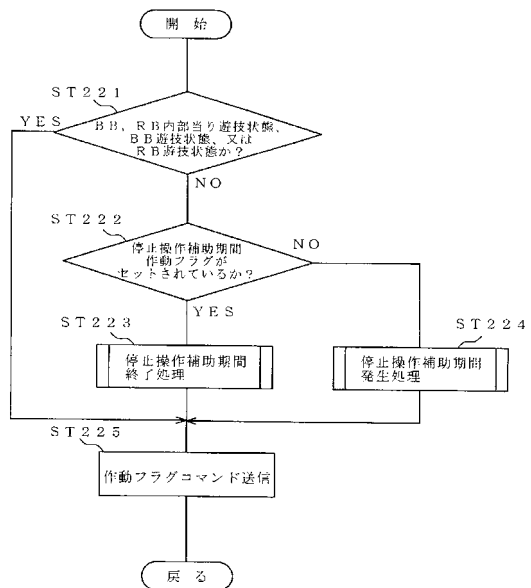 開 始
ST221
YES
BB、RB内部当り遊技状態、
BB遊技状態、又は
RB遊技状態か?
NO
ST222
停止操作補助期間
作動フラグが
セットされているか?
NO
YES
ST223
停止操作補助期間
終了処理
ST224
停止操作補助期間
発生処理
ST225
作動フラグコマンド送信
戻 る